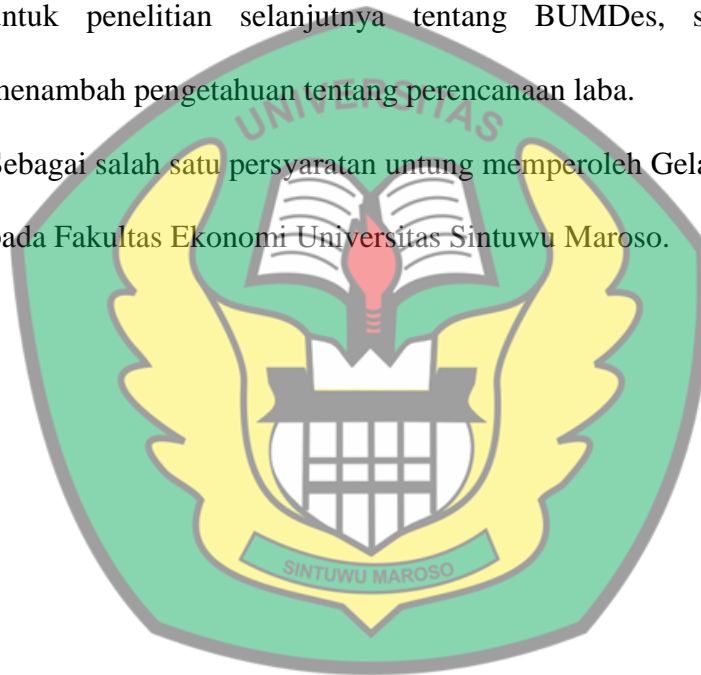 untuk penelitian selanjutnya tentang BUMDes, s
menambah pengetahuan tentang perencanaan laba.
Sebagai salah satu persyaratan untung memperoleh Gela
pada Fakultas Ekonomi Universitas Sintuwu Maroso.
UNIVERSITAS
SINTUWU MAROSO